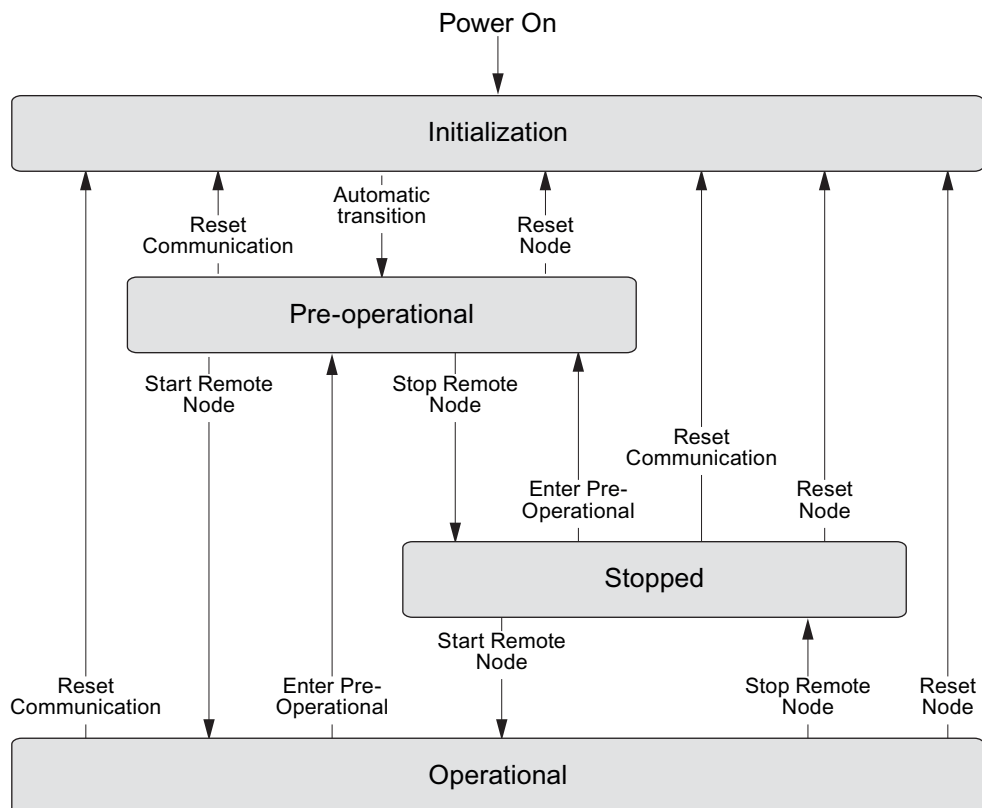 Power On
Initialization
Automatic
transition
Reset
Communication
Reset
Node
Pre-operational
Start Remote
Node
Stop Remote
Node
Reset
Communication
Enter Pre-
Operational
Reset
Node
Stopped
Start Remote
Node
Reset
Communication
Enter Pre-
Operational
Stop Remote
Node
Reset
Node
Operational